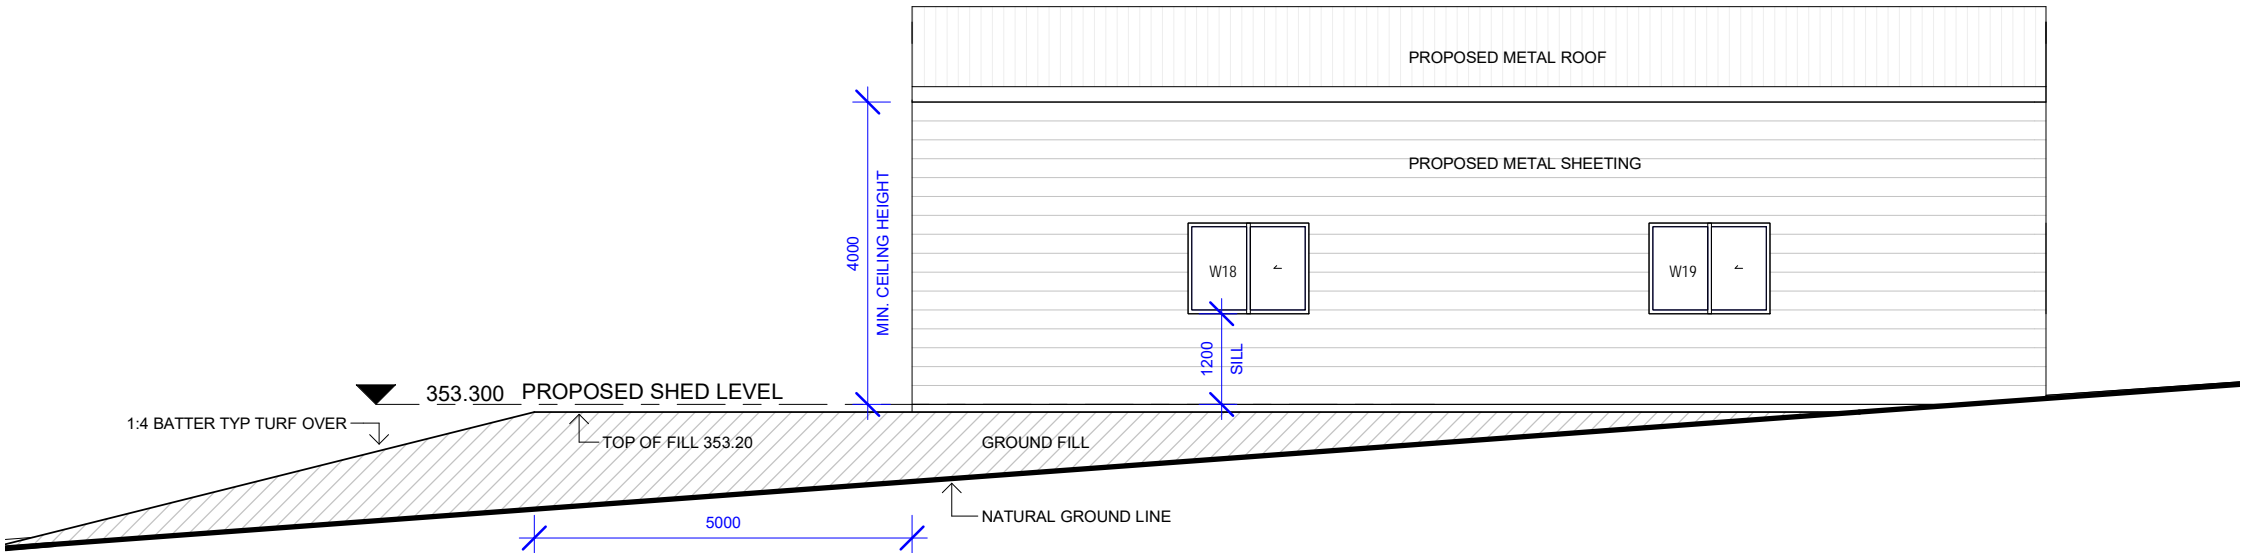 PROPOSED METAL ROOF
PROPOSED METAL SHEETING
4000
MIN. CEILING HEIGHT
W18
W19
1200
SILL
353.300 PROPOSED SHED LEVEL
1:4 BATTER TYP TURF OVER
TOP OF FILL 353.20
GROUND FILL
5000
NATURAL GROUND LINE